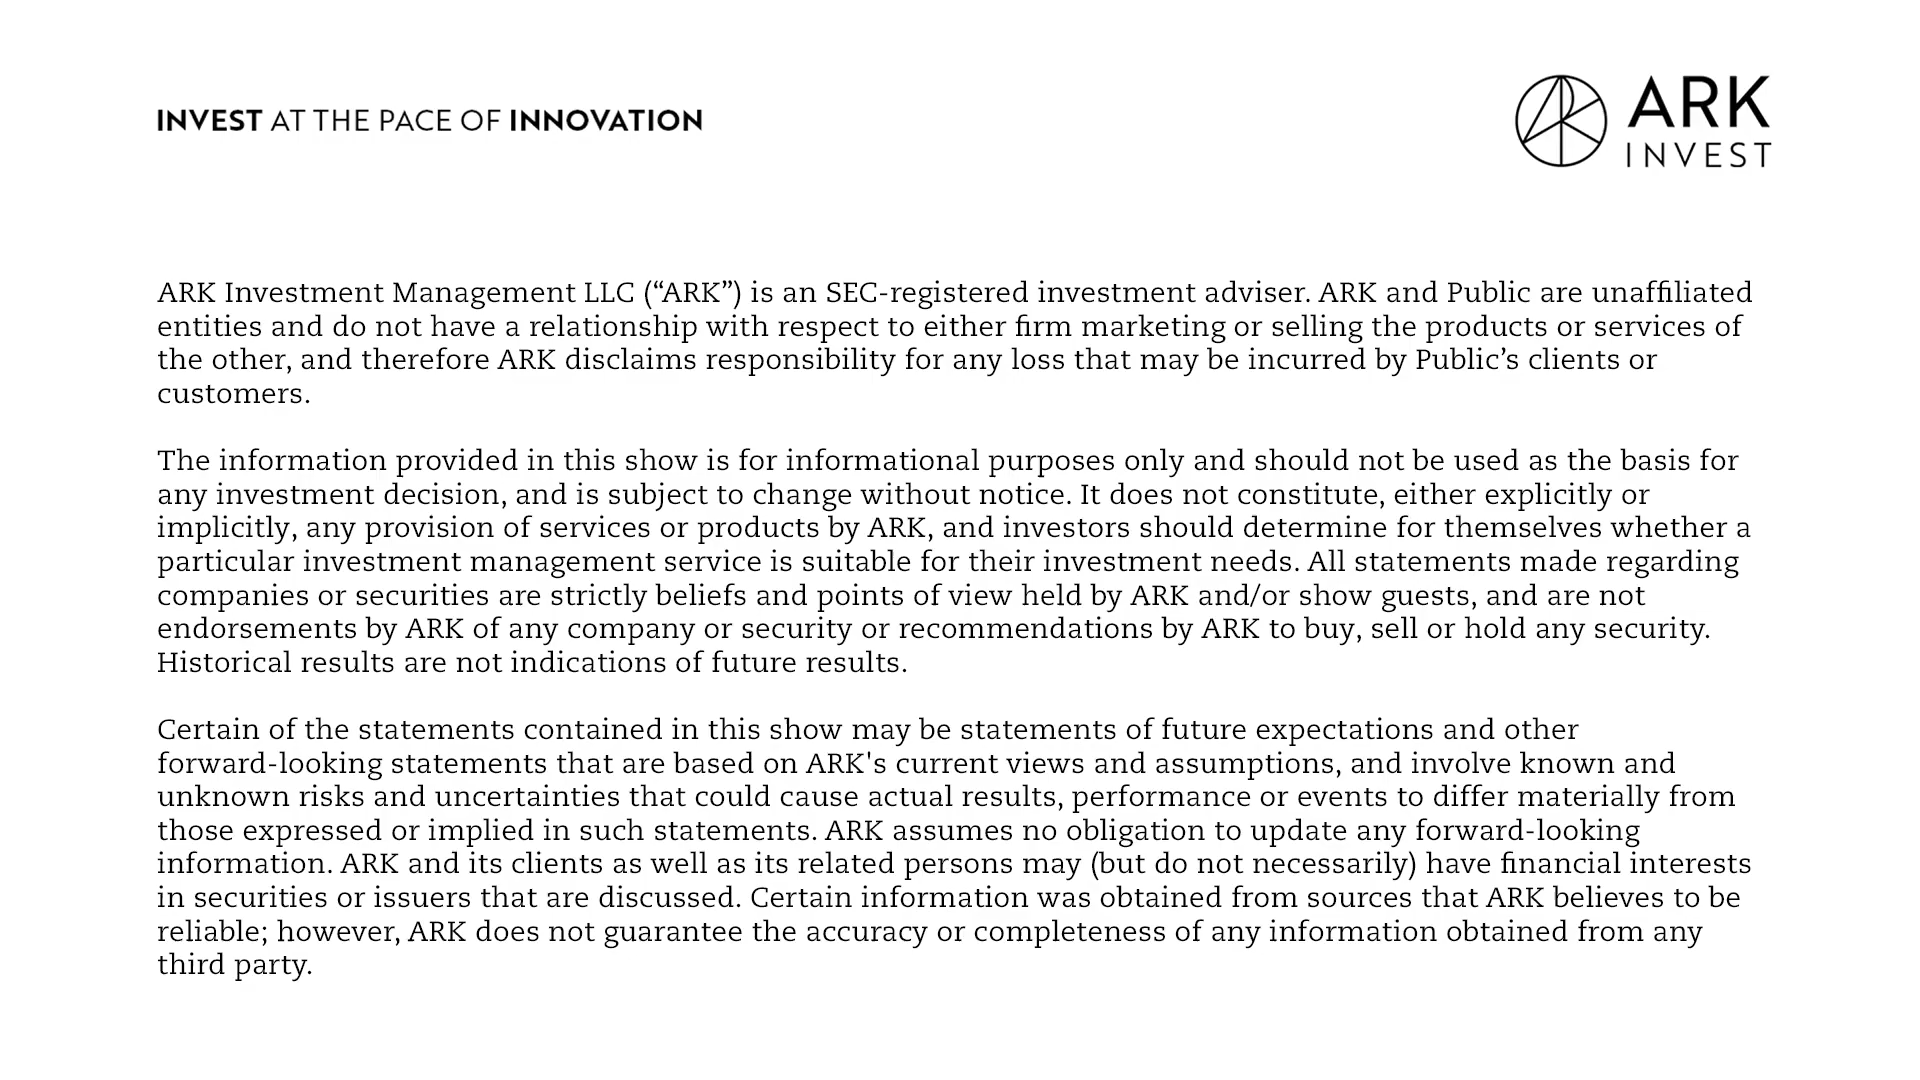 INVEST AT THE PACE OF INNOVATION
ARK
INVEST
ARK Investment Management LLC (“ARK”) is an SEC-registered investment adviser. ARK and Public are unaffiliated
entities and do not have a relationship with respect to either firm marketing or selling the products or services of
the other, and therefore ARK disclaims responsibility for any loss that may be incurred by Public’s clients or
customers.
The information provided in this show is for informational purposes only and should not be used as the basis for
any investment decision, and is subject to change without notice. It does not constitute, either explicitly or
implicitly, any provision of services or products by ARK, and investors should determine for themselves whether a
particular investment management service is suitable for their investment needs. All statements made regarding
companies or securities are strictly beliefs and points of view held by ARK and/or show guests, and are not
endorsements by ARK of any company or security or recommendations by ARK to buy, sell or hold any security.
Historical results are not indications of future results.
Certain of the statements contained in this show may be statements of future expectations and other
forward-looking statements that are based on ARK's current views and assumptions, and involve known and
unknown risks and uncertainties that could cause actual results, performance or events to differ materially from
those expressed or implied in such statements. ARK assumes no obligation to update any forward-looking
information. ARK and its clients as well as its related persons may (but do not necessarily) have financial interests
in securities or issuers that are discussed. Certain information was obtained from sources that ARK believes to be
reliable; however, ARK does not guarantee the accuracy or completeness of any information obtained from any
third party.